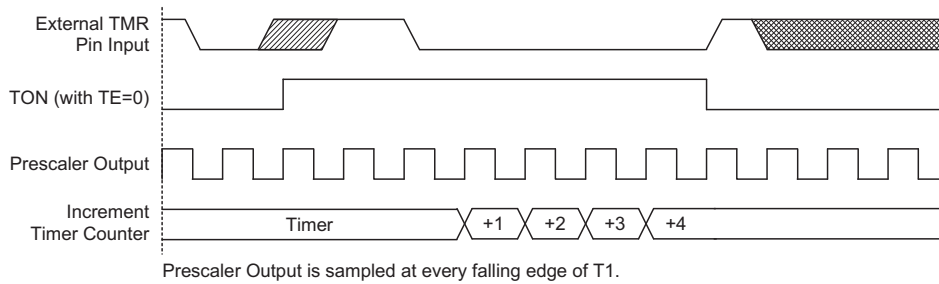 External TMR
Pin Input
TON (with TE=0)
Prescaler Output
Increment
Timer Counter
Timer
+1
+2
+3
+4
Prescaler Output is sampled at every falling edge of T1.